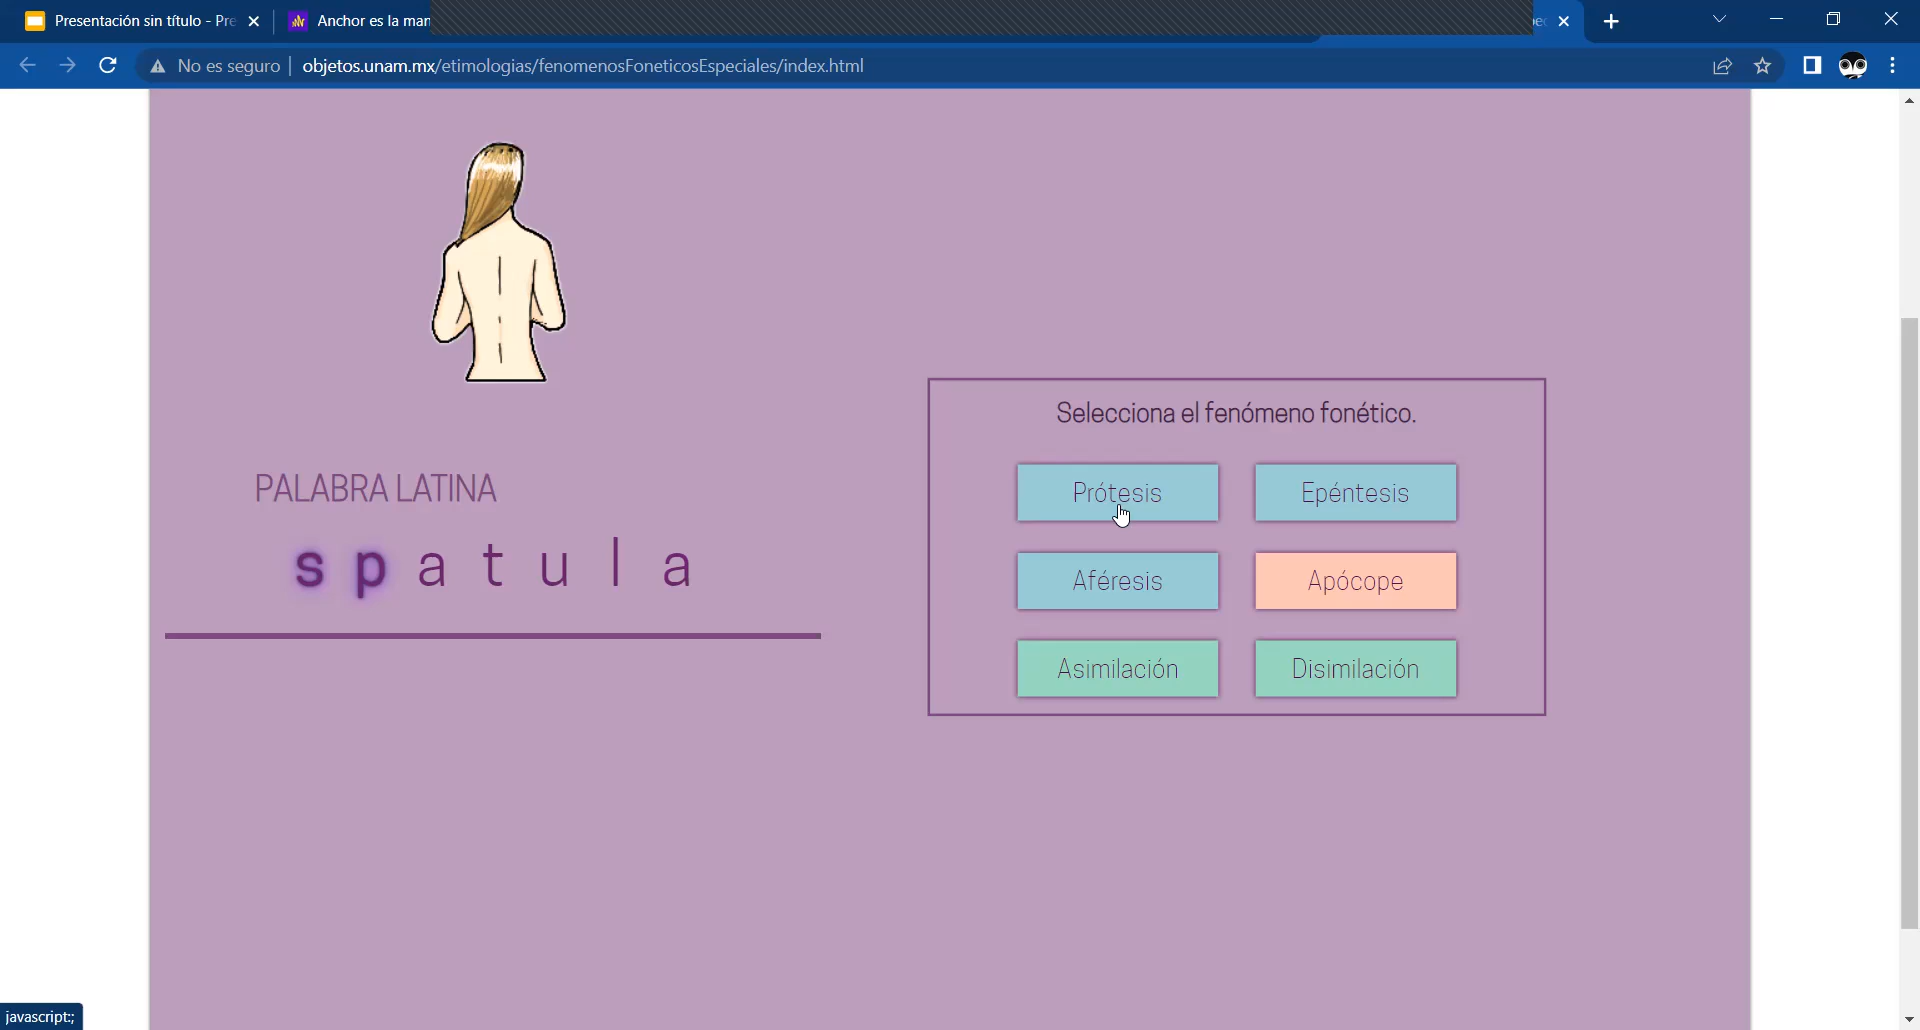 Presentación sin título - Pre
Anchor es la man
No es seguro
objetos.unam.mx/etimologias/fenomenosFoneticosEspeciales/index.html
PALABRA LATINA
s p a t u l a
Selecciona el fenómeno fonético.
Prótesis
Epéntesis
Aféresis
Apócope
Asimilación
Disimilación
javascript:;